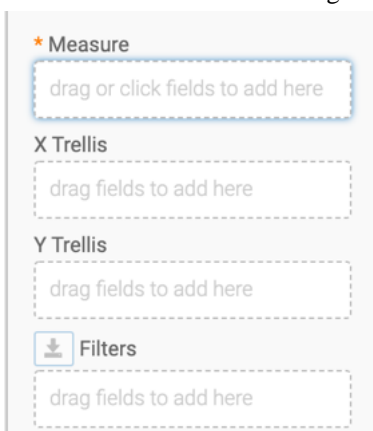 * Measure
drag or click fields to add here
X Trellis
drag fields to add here
Y Trellis
drag fields to add here
Filters
drag fields to add here